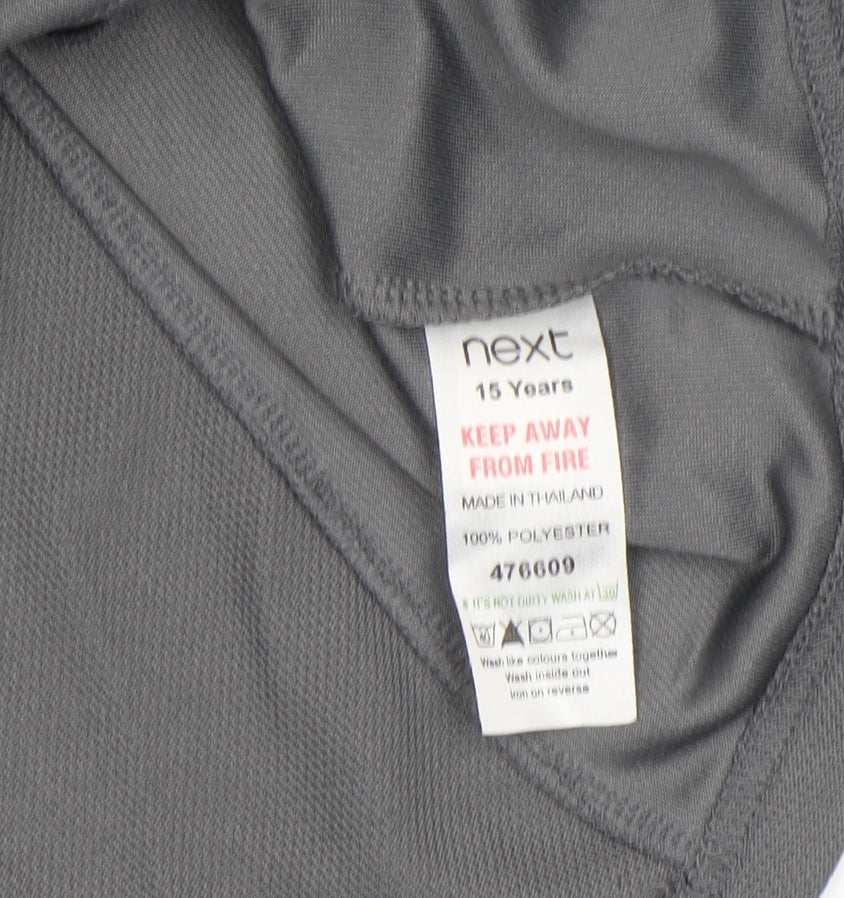 next
15 Years
KEEP AWAY
FROM FIRE
MADE IN THAILAND
100% POLYESTER
476609
IT'S NOT DIRTY WASH AT 30
40
Wash like colours together
Wash inside out
Iron on reverse